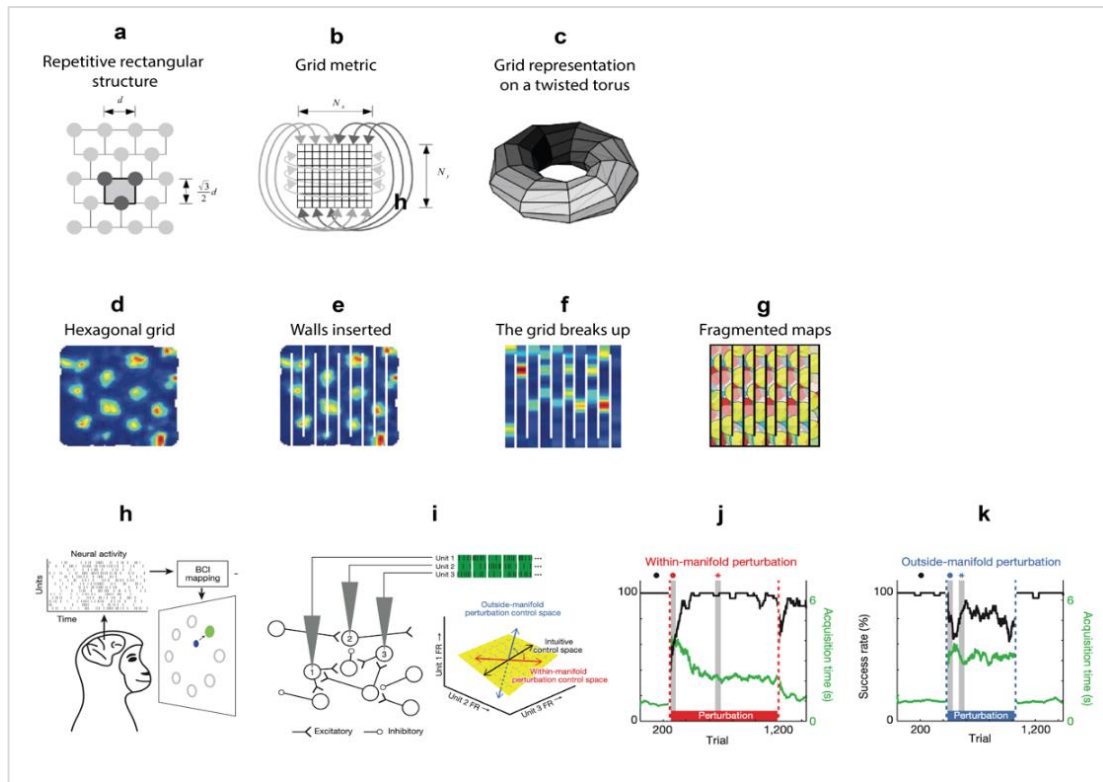 a
Repetitive rectangular
structure
d
√3/2 d
b
Grid metric
N x
N y
h
c
Grid representation
on a twisted torus
d
Hexagonal grid
e
Walls inserted
f
The grid breaks up
g
Fragmented maps
h
Neural activity
Units
Time
BCI
mapping
i
Unit 1
Unit 2
Unit 3
1
2
3
Outside-manifold
perturbation control space
Intuitive
control space
Within-manifold
perturbation control space
Unit 1 FR →
Unit 2 FR →
Unit 3 FR →
Excitatory
Inhibitory
j
Within-manifold perturbation
100
0
6
0
Acquisition time (s)
Perturbation
200
1,200
Trial
k
Outside-manifold perturbation
Success rate (%)
100
0
6
0
Acquisition time (s)
Perturbation
200
1,200
Trial